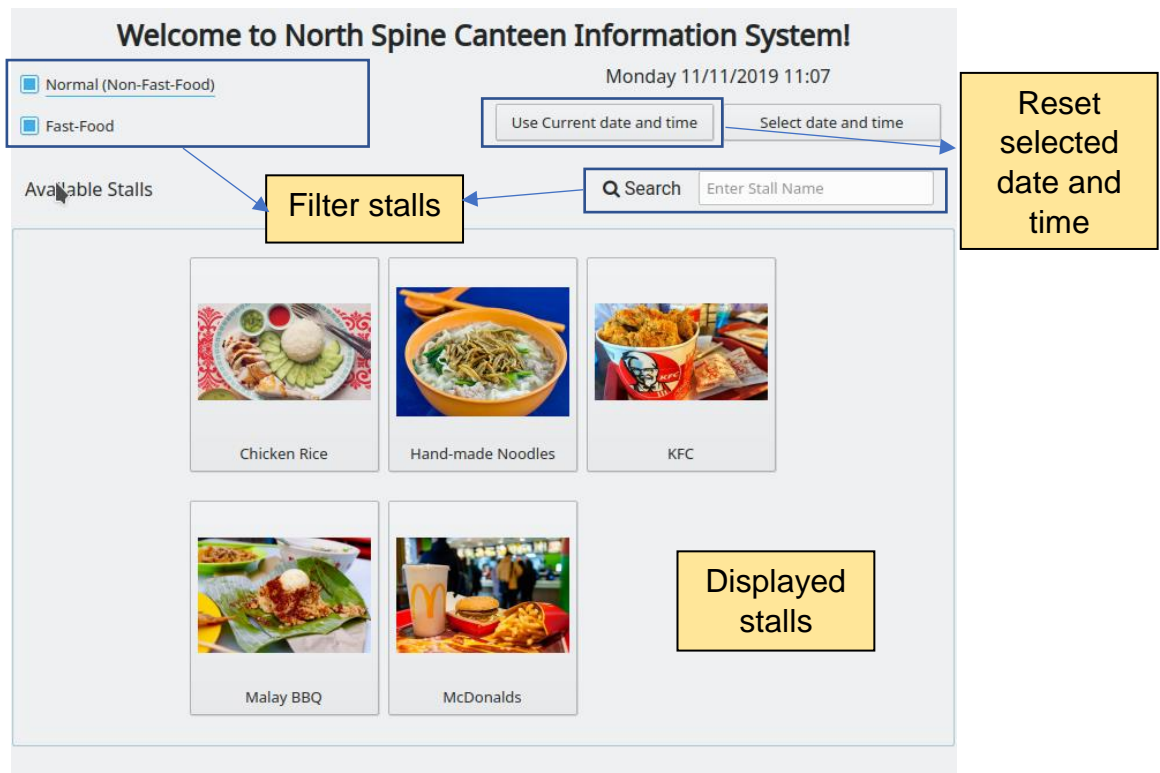 Welcome to North Spine Canteen Information System!
Normal (Non-Fast-Food)
Monday 11/11/2019 11:07
Fast-Food
Use Current date and time
Select date and time
Reset
selected
date and
time
Available Stalls
Filter stalls
Search
Enter Stall Name
KFC
Chicken Rice
Hand-made Noodles
KFC
Displayed
stalls
Malay BBQ
McDonalds